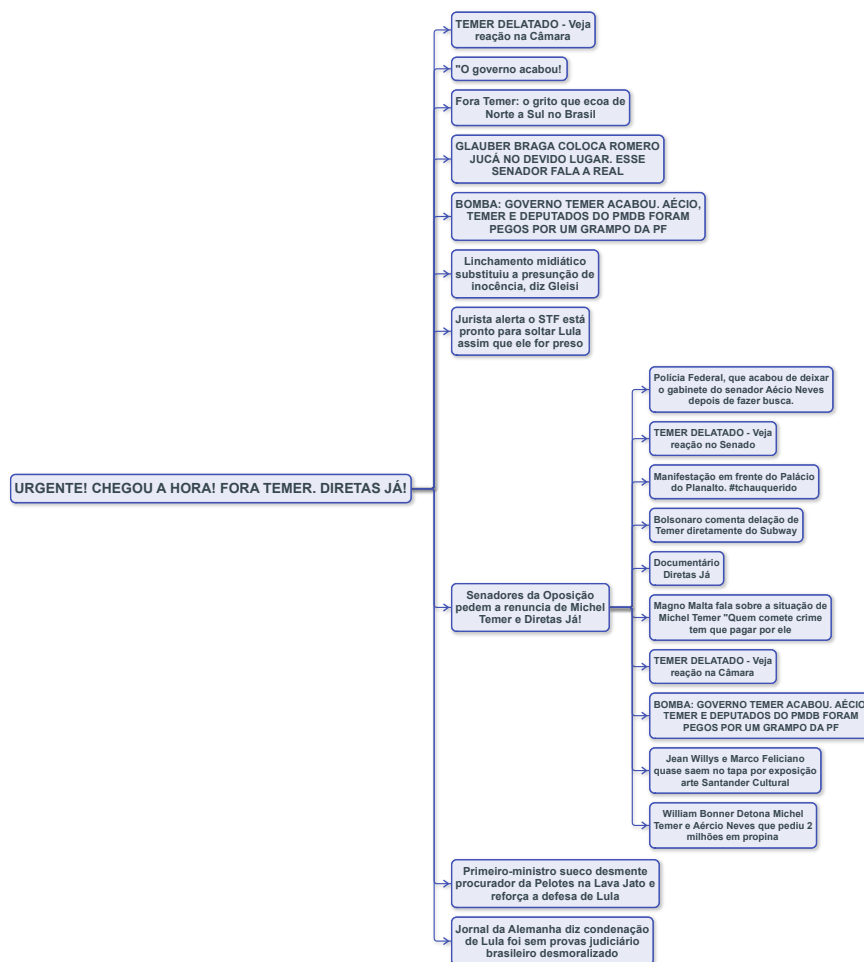 TEMER DELATADO - Veja
reação na Câmara
"O governo acabou!
Fora Temer: o grito que ecoa de
Norte a Sul no Brasil
GLAUBER BRAGA COLOCA ROMERO
JUCÁ NO DEVIDO LUGAR. ESSE
SENADOR FALA A REAL
BOMBA: GOVERNO TEMER ACABOU. AÉCIO,
TEMER E DEPUTADOS DO PMDB FORAM
PEGOS POR UM GRAMPO DA PF
Linchamento midiático
substituiu a presunção de
inocência, diz Gleisi
Jurista alerta o STF está
pronto para soltar Lula
assim que ele for preso
URGENTE! CHEGOU A HORA! FORA TEMER. DIRETAS JÁ!
Senadores da Oposição
pedem a renuncia de Michel
Temer e Diretas Já!
Polícia Federal, que acabou de deixar
o gabinete do senador Aécio Neves
depois de fazer busca.
TEMER DELATADO - Veja
reação no Senado
Manifestação em frente do Palácio
do Planalto. #tchauquerido
Bolsonaro comenta delação de
Temer diretamente do Subway
Documentário
Diretas Já
Magno Malta fala sobre a situação de
Michel Temer "Quem comete crime
tem que pagar por ele
TEMER DELATADO - Veja
reação na Câmara
BOMBA: GOVERNO TEMER ACABOU. AÉCIO
TEMER E DEPUTADOS DO PMDB FORAM
PEGOS POR UM GRAMPO DA PF
Jean Willys e Marco Feliciano
quase saem no tapa por exposição
arte Santander Cultural
William Bonner Detona Michel
Temer e Aércio Neves que pediu 2
milhões em propina
Primeiro-ministro sueco desmente
procurador da Pelotes na Lava Jato e
reforça a defesa de Lula
Jornal da Alemanha diz condenação
de Lula foi sem provas judiciário
brasileiro desmoralizado